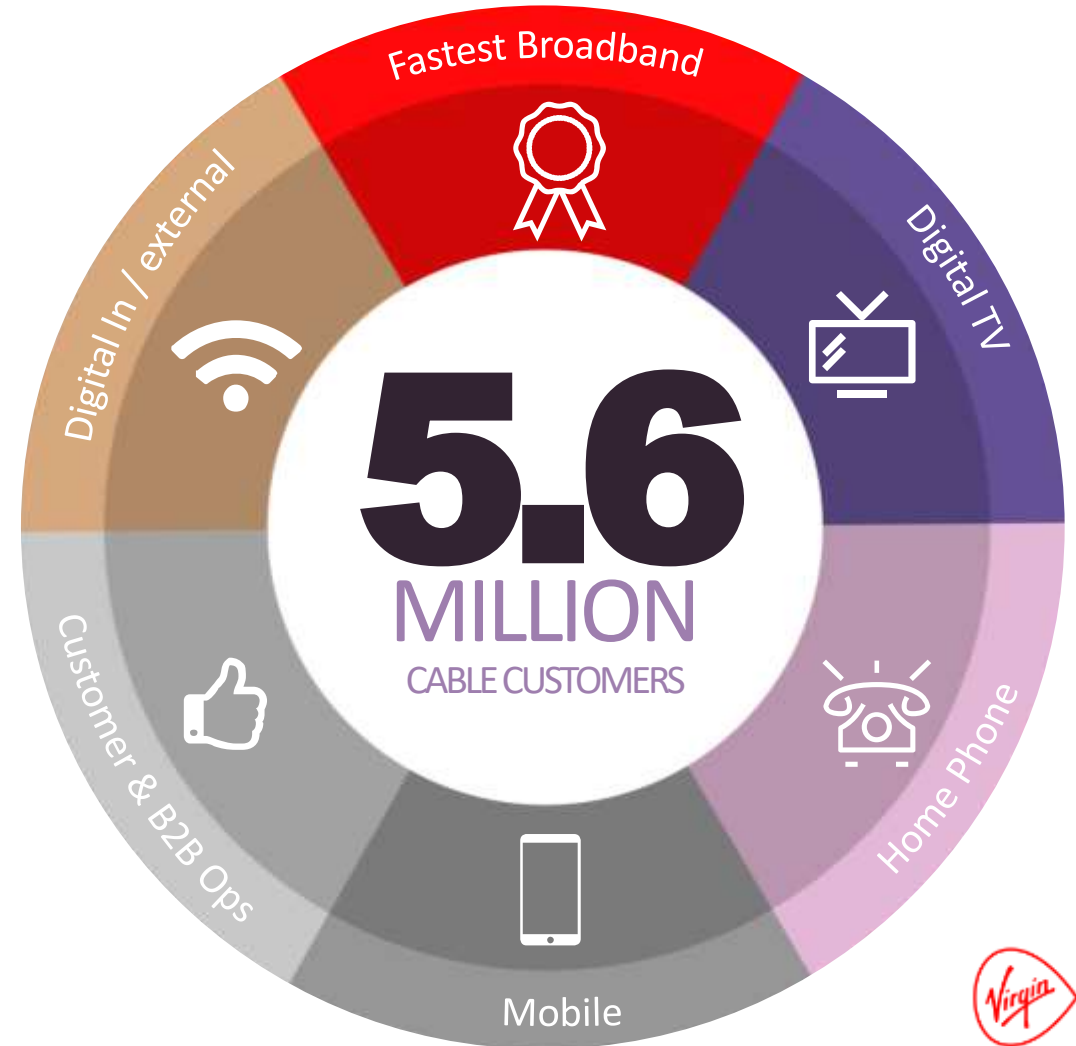 Fastest Broadband
Digital TV
Home Phone
Mobile
Customer & B2B Ops
Digital In / external
5.6
MILLION
CABLE CUSTOMERS
Virgin